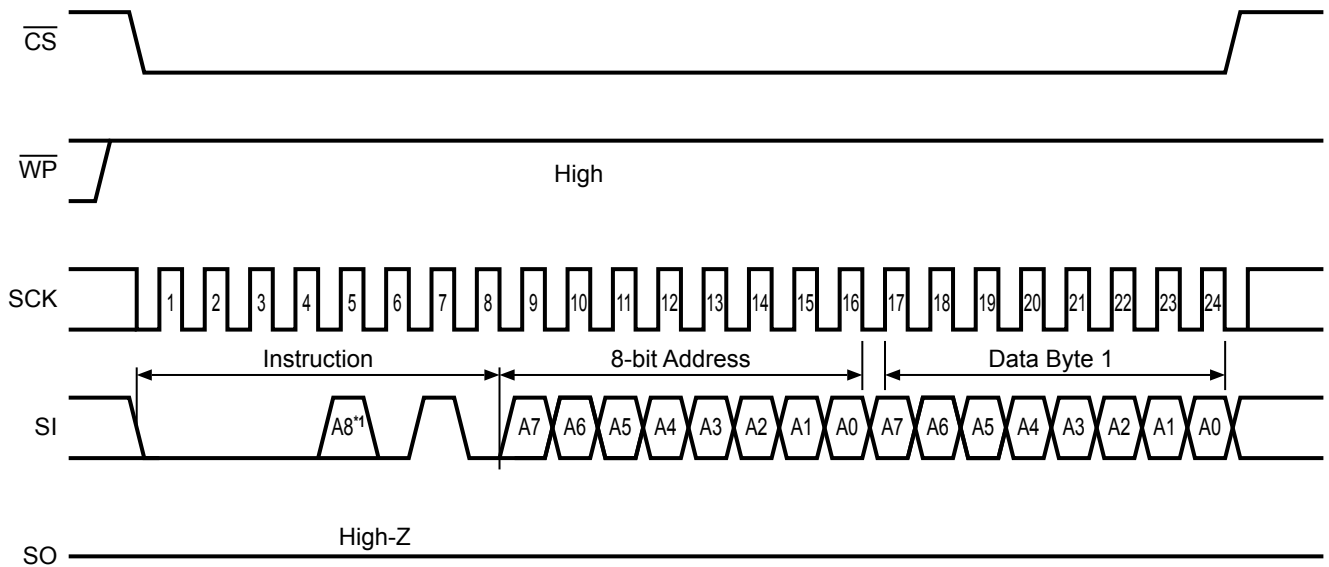 CS
WP
High
SCK 1 2 3 4 5 6 7 8 9 10 11 12 13 14 15 16 17 18 19 20 21 22 23 24
Instruction 8-bit Address Data Byte 1
SI A8*1 A7 A6 A5 A4 A3 A2 A1 A0 A7 A6 A5 A4 A3 A2 A1 A0
High-Z
SO